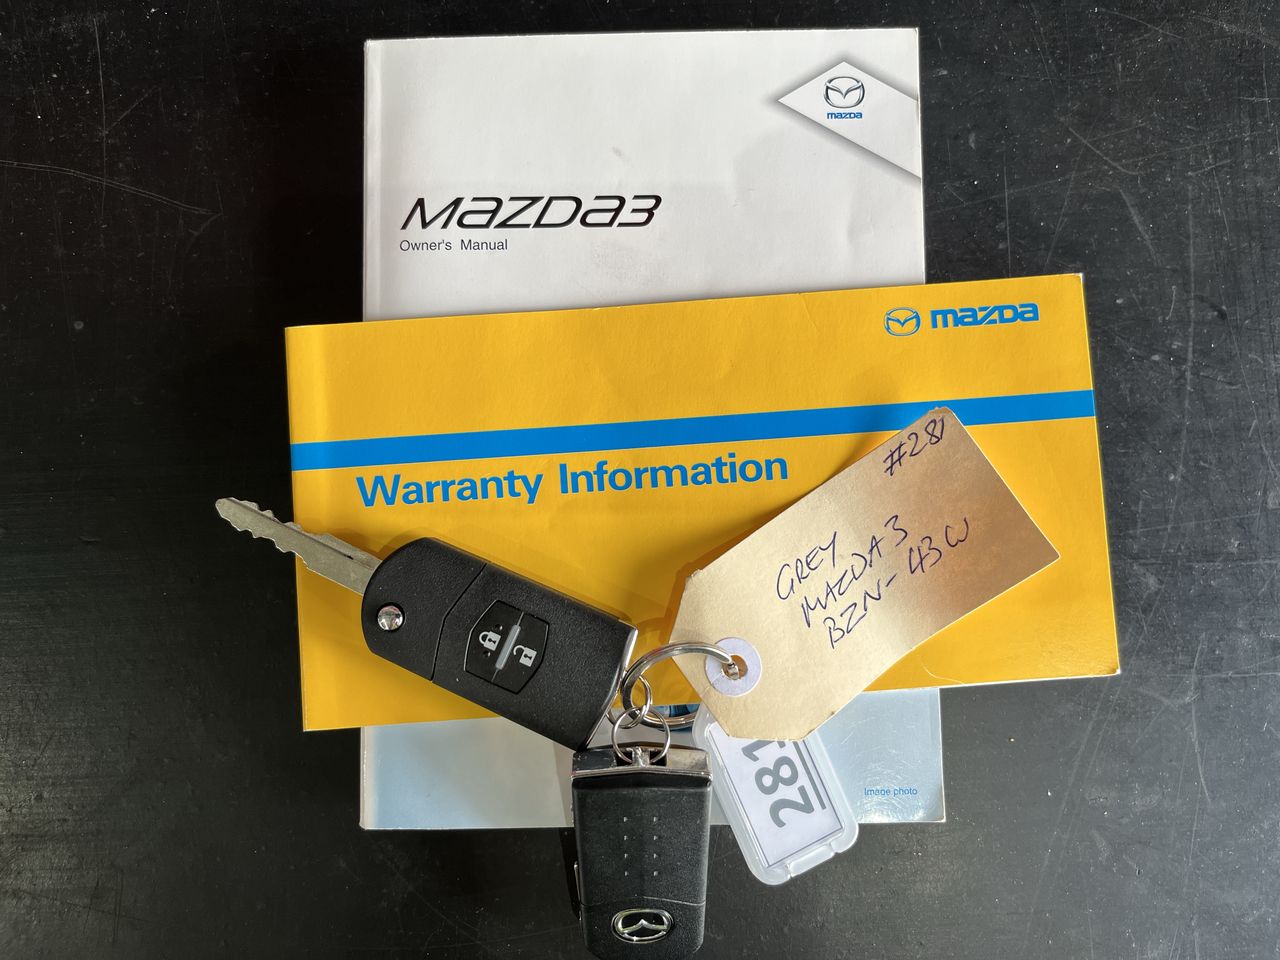 mazda
MAZDA3
Owner's Manual
mazda
Warranty Information
#281
GREY
MAZDA3
BZN-43W
281
Image photo